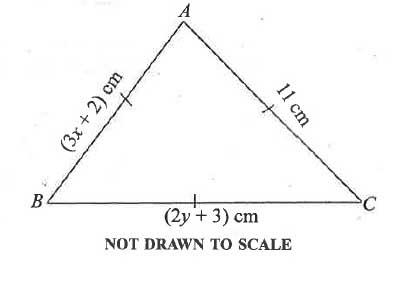 A
(3x + 2) cm
11 cm
B
C
(2y + 3) cm
NOT DRAWN TO SCALE